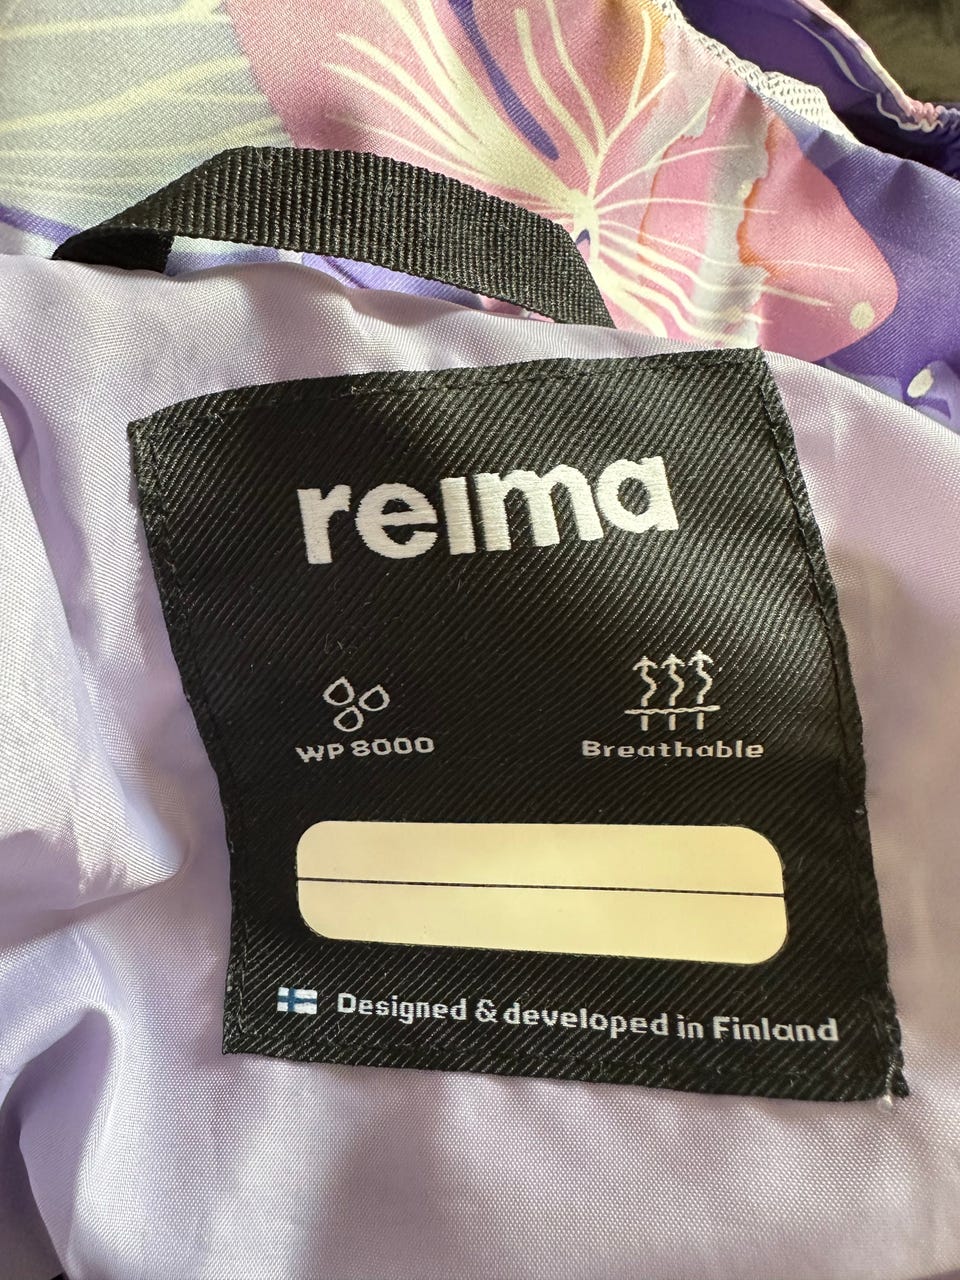 reima
WP 8000
Breathable
Designed & developed in Finland